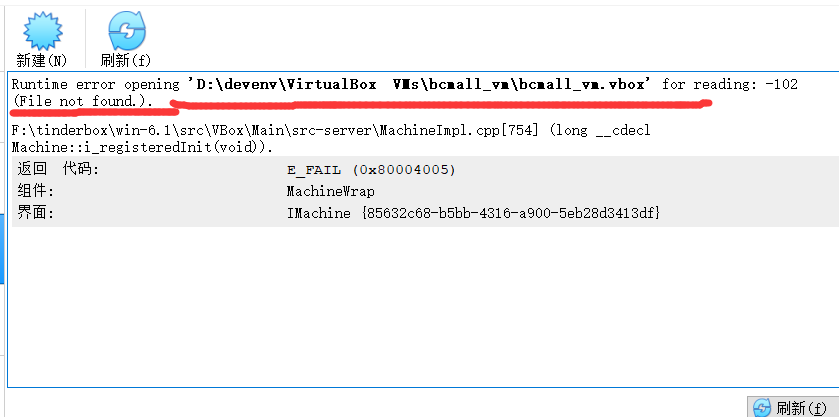 新建(N) 刷新(f)
Runtime error opening 'D:\devenv\VirtualBox VMs\bcmall_vm\bcmall_vm.vbox' for reading: -102
(File not found.).
F:\tinderbox\win-6.1\src\VBox\Main\src-server\MachineImpl.cpp[754] (long __cdecl
Machine::i_registeredInit(void)).
返回 代码: E_FAIL (0x80004005)
组件: MachineWrap
界面: IMachine {85632c68-b5bb-4316-a900-5eb28d3413df}
刷新(f)